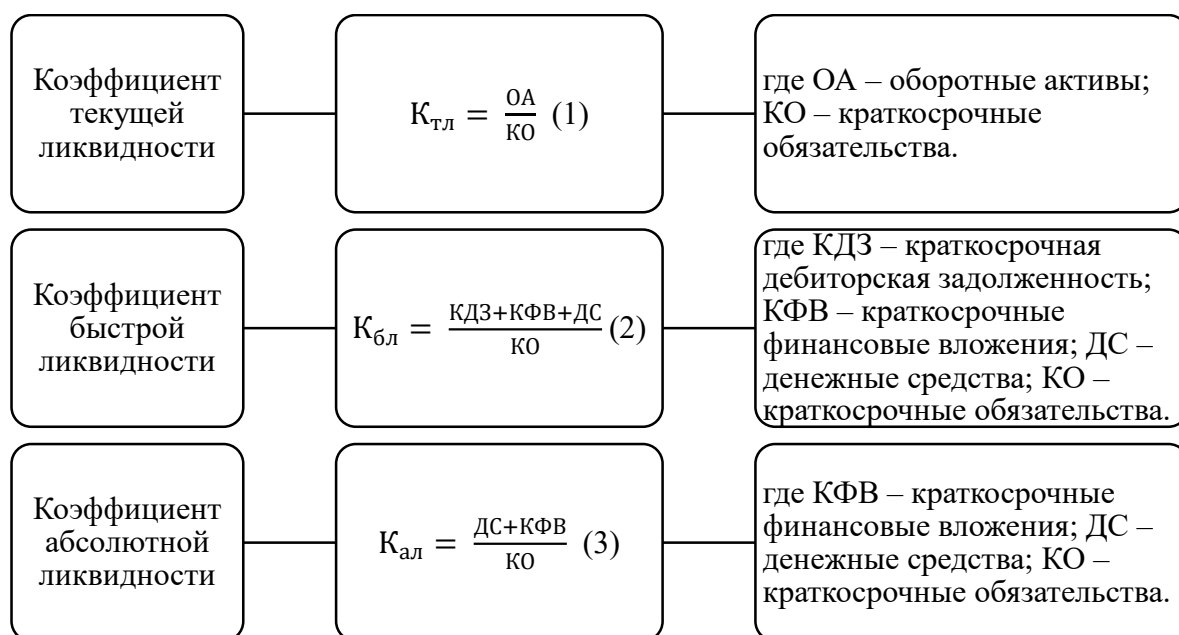 Коэффициент
текущей
ликвидности
К_тл = ОА/КО (1)
где ОА – оборотные активы;
КО – краткосрочные
обязательства.
Коэффициент
быстрой
ликвидности
К_бл = КДЗ+КФВ+ДС/КО (2)
где КДЗ – краткосрочная
дебиторская задолженность;
КФВ – краткосрочные
финансовые вложения; ДС –
денежные средства; КО –
краткосрочные обязательства.
Коэффициент
абсолютной
ликвидности
К_ал = ДС+КФВ/КО (3)
где КФВ – краткосрочные
финансовые вложения; ДС –
денежные средства; КО –
краткосрочные обязательства.